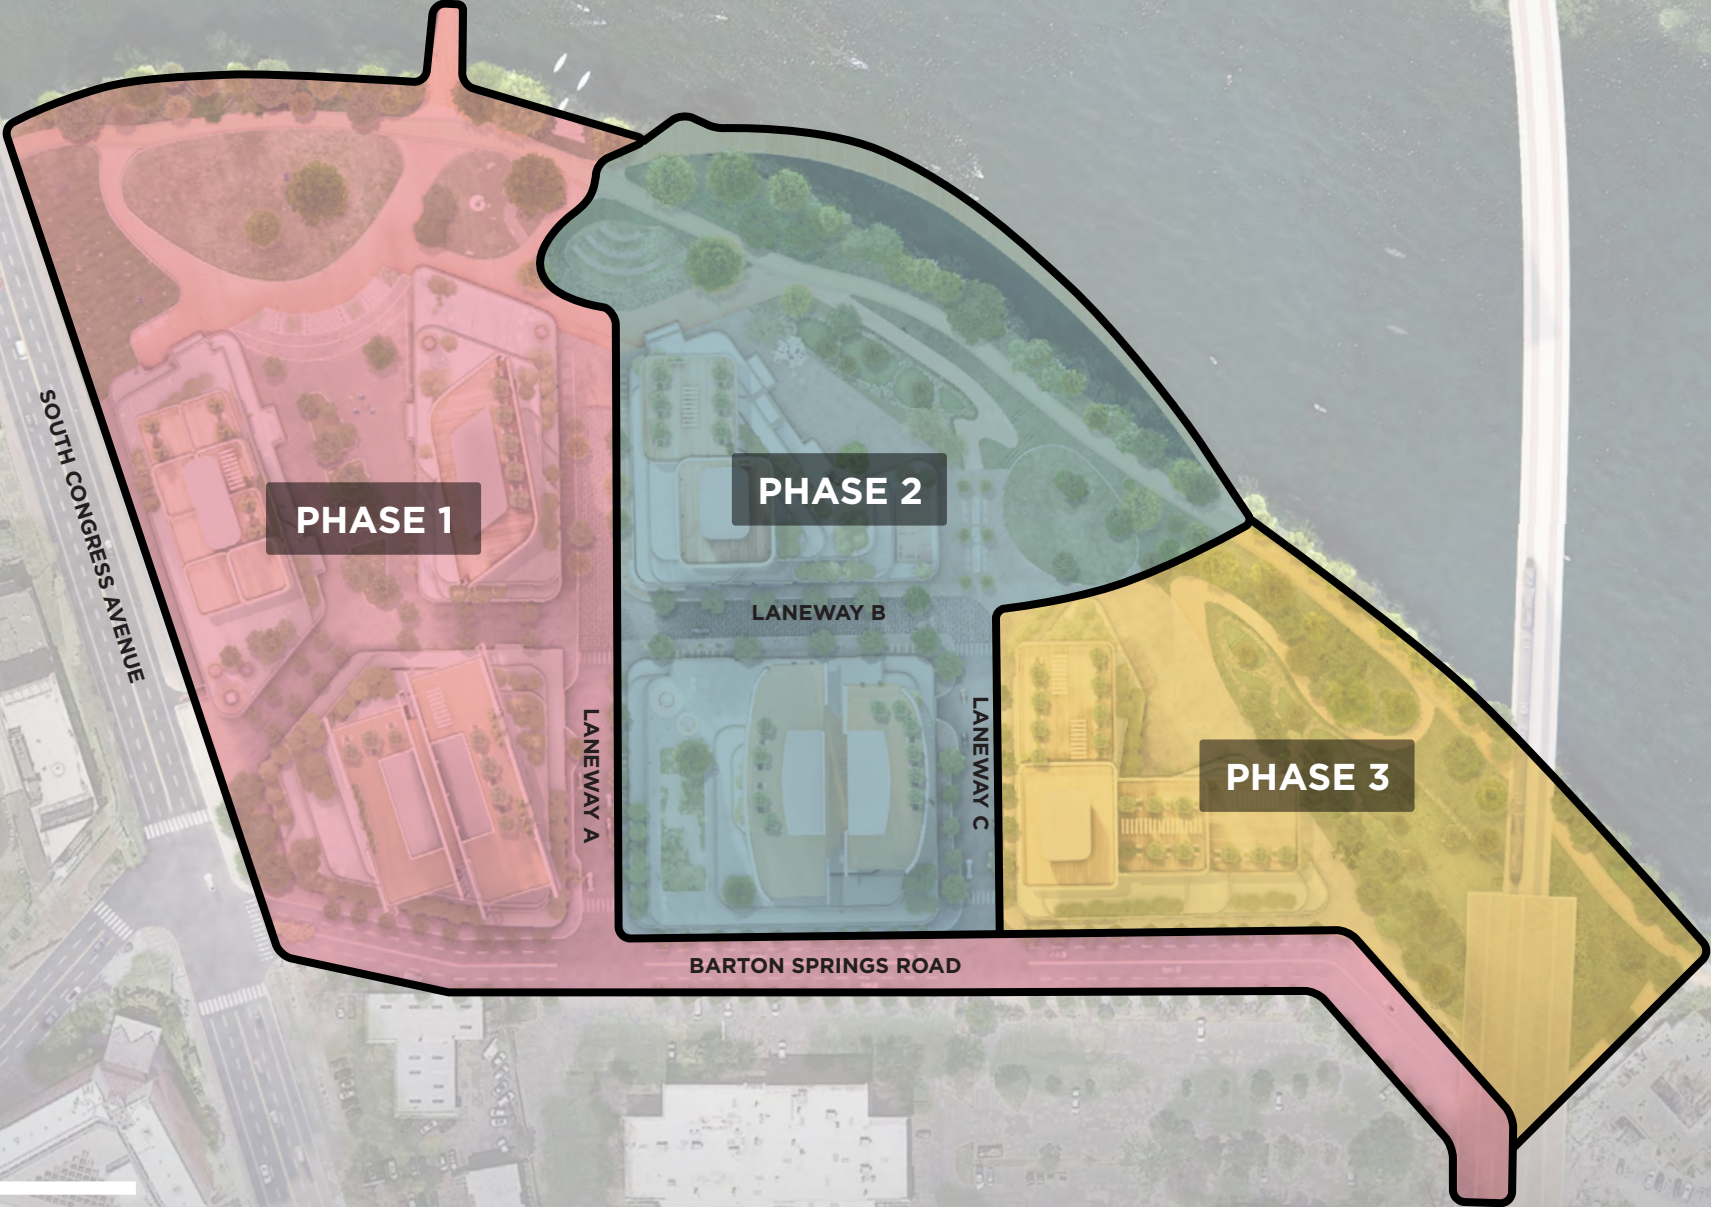 PHASE 1
PHASE 2
PHASE 3
SOUTH CONGRESS AVENUE
LANEWAY A
LANEWAY B
LANEWAY C
BARTON SPRINGS ROAD